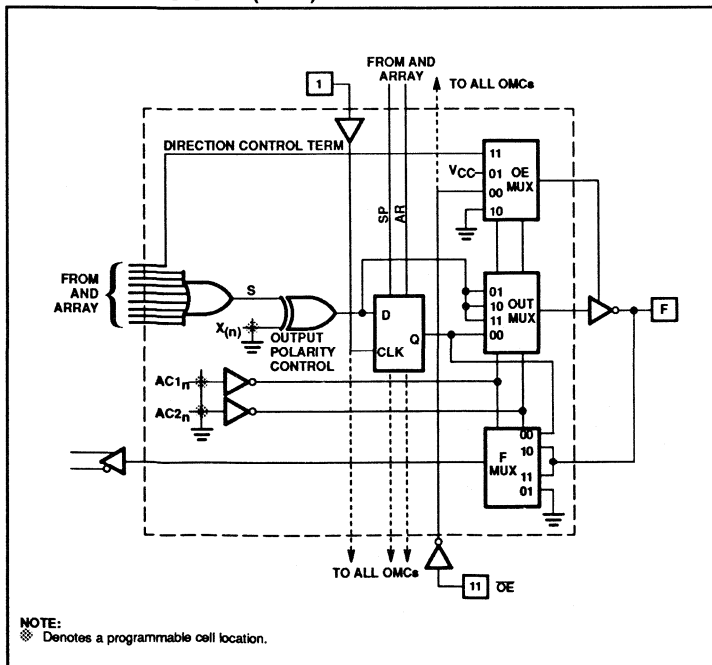 FROM AND
ARRAY
TO ALL OMCs
1
DIRECTION CONTROL TERM
11
VCC
01
00
10
OE
MUX
SP
AR
FROM
AND
ARRAY
S
X(n)
OUTPUT
POLARITY
CONTROL
D
Q
CLK
01
10
11
00
OUT
MUX
F
AC1n
AC2n
00
10
11
01
F
MUX
TO ALL OMCs
11
OE
NOTE:
Denotes a programmable cell location.